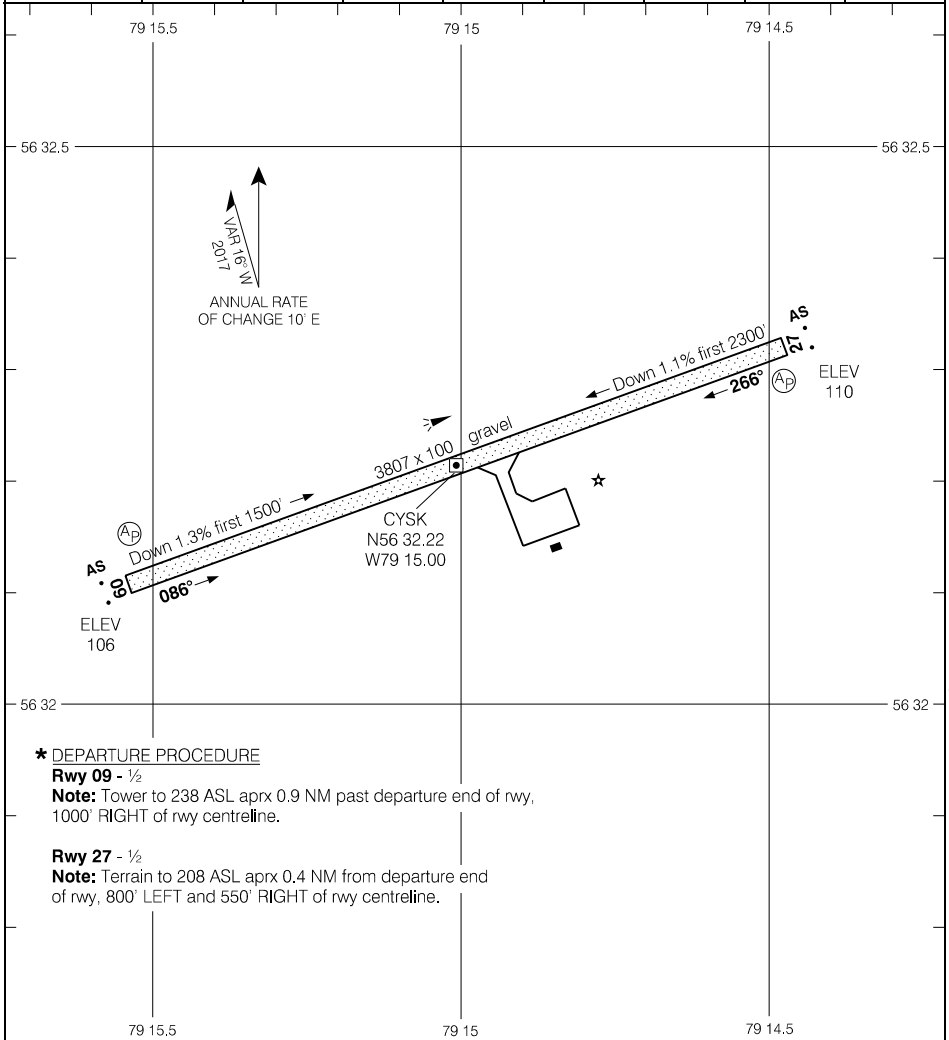 79 15.5
79 15
79 14.5
56 32.5
56 32.5
VAR 16° W
2017
ANNUAL RATE
OF CHANGE 10' E
AS
27
Down 1.1% first 2300'
266°
AP
ELEV
110
gravel
3807 x 100
Down 1.3% first 1500'
CYSK
N56 32.22
W79 15.00
AP
AS
09
086°
ELEV
106
56 32
56 32
* DEPARTURE PROCEDURE
Rwy 09 - ½
Note: Tower to 238 ASL aprx 0.9 NM past departure end of rwy,
1000' RIGHT of rwy centreline.
Rwy 27 - ½
Note: Terrain to 208 ASL aprx 0.4 NM from departure end
of rwy, 800' LEFT and 550' RIGHT of rwy centreline.
79 15.5
79 15
79 14.5